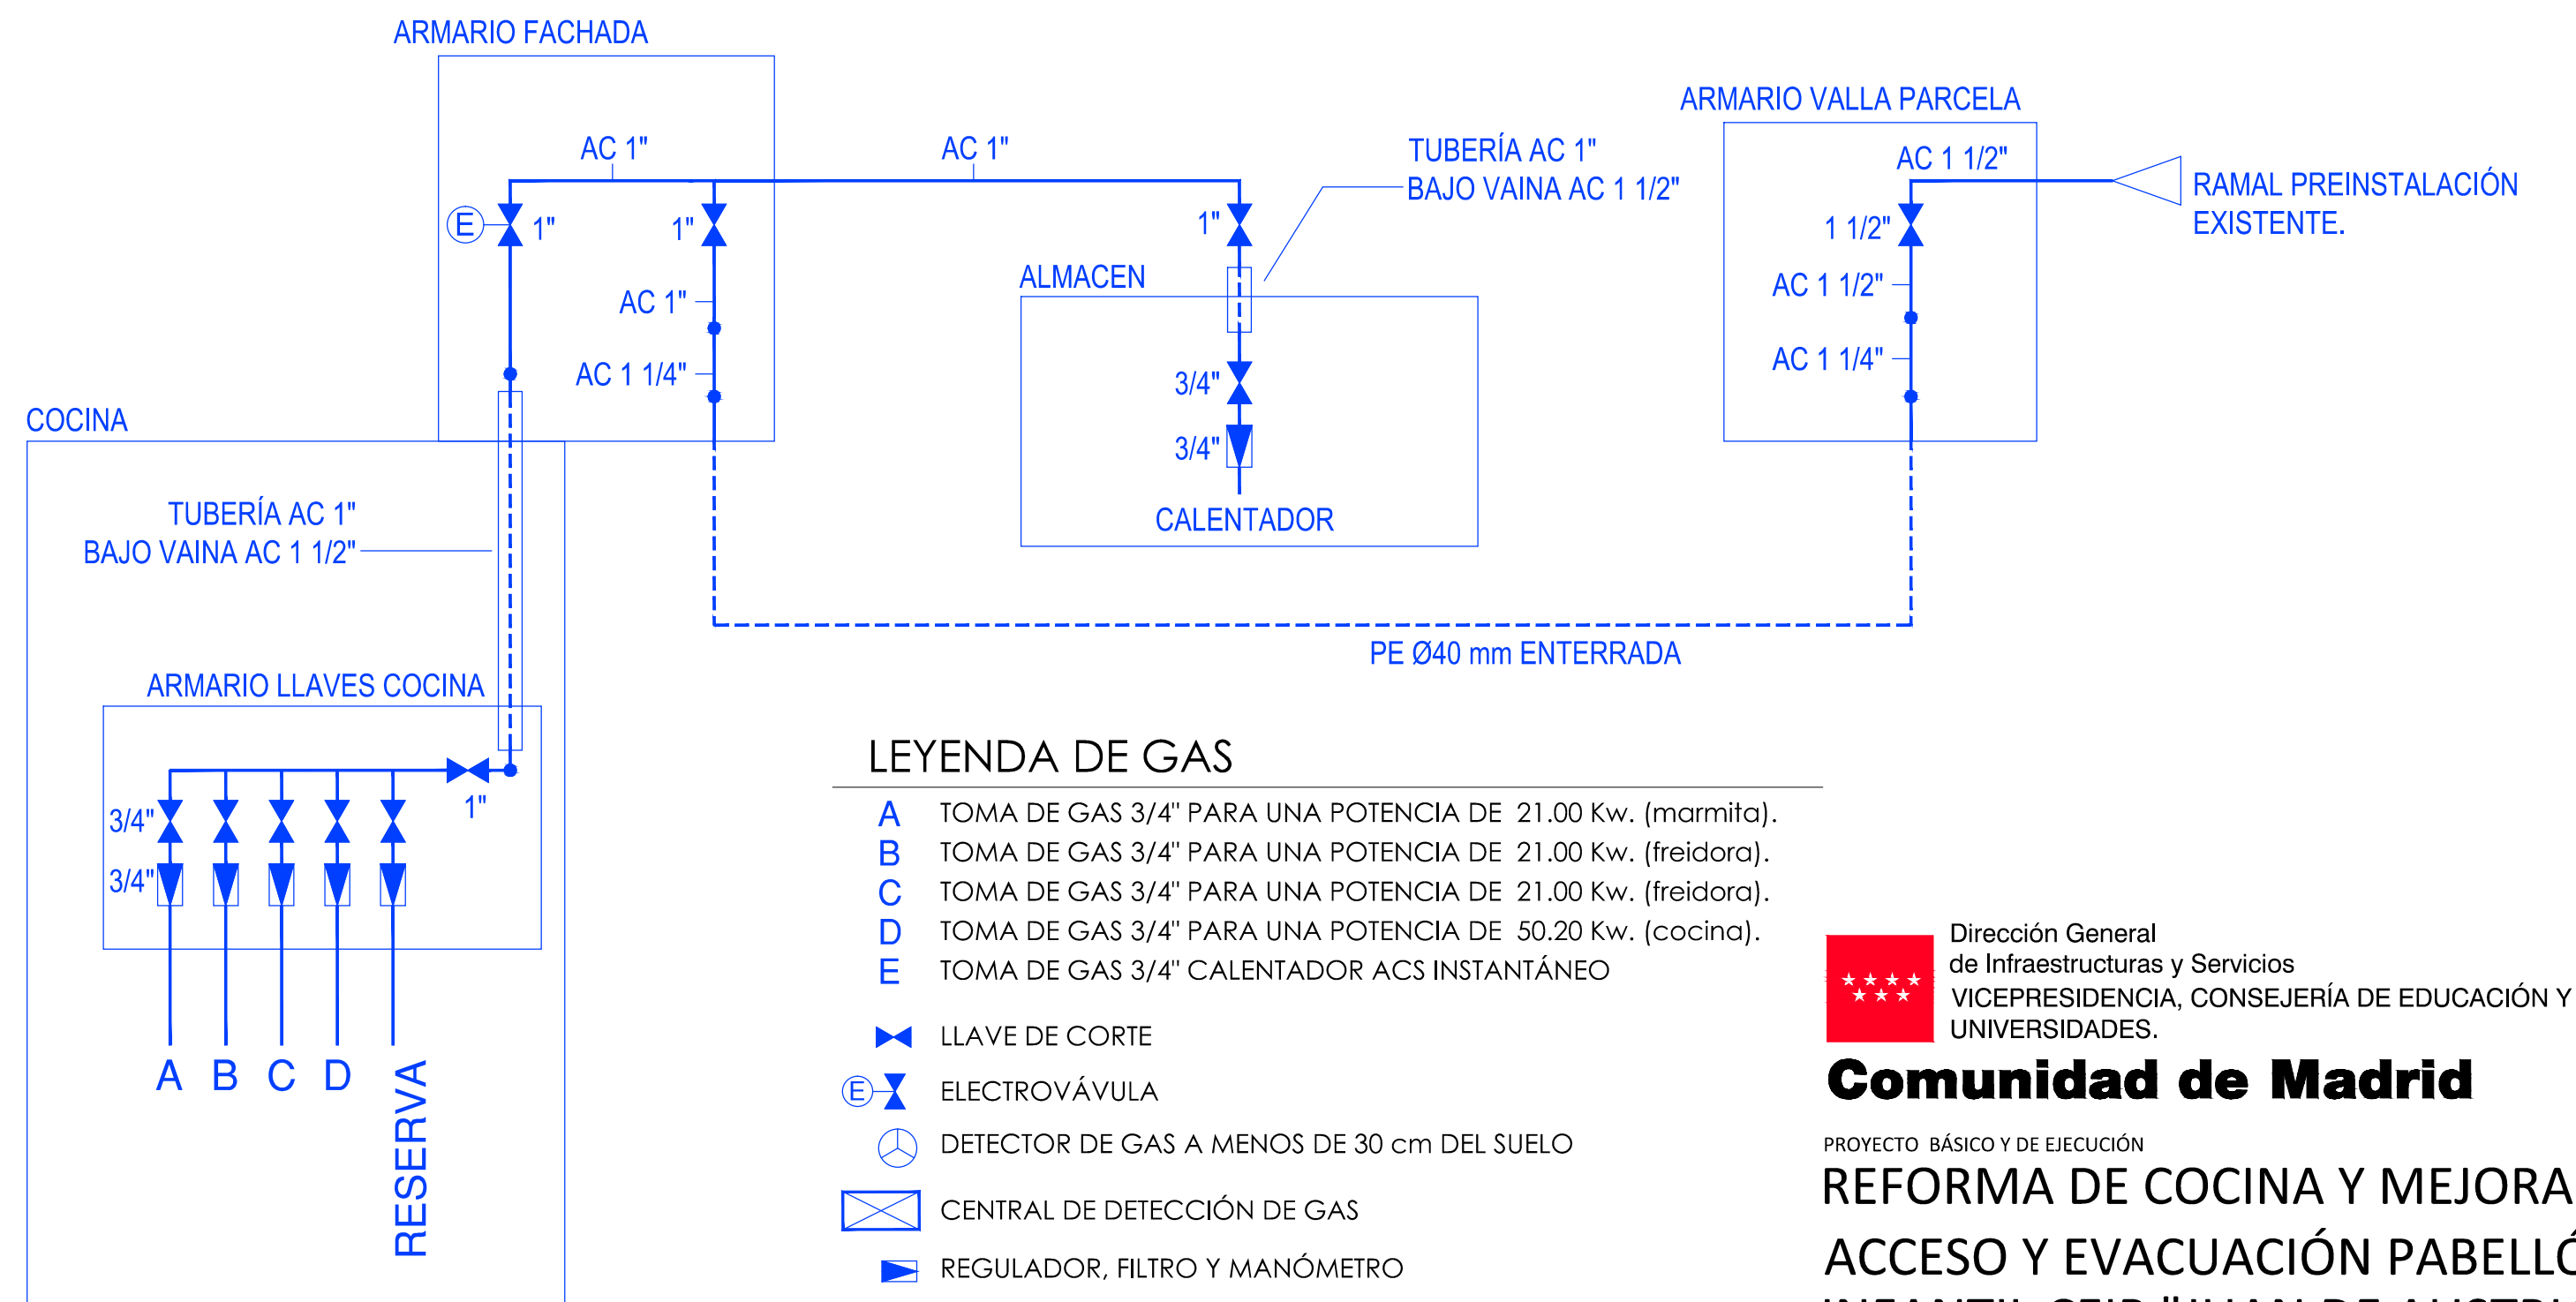 ARMARIO FACHADA
AC 1"
AC 1"
E
1"
1"
AC 1"
AC 1 1/4"
1"
TUBERÍA AC 1"
BAJO VAINA AC 1 1/2"
ALMACEN
3/4"
3/4"
CALENTADOR
ARMARIO VALLA PARCELA
AC 1 1/2"
RAMAL PREINSTALACIÓN
EXISTENTE.
1 1/2"
AC 1 1/2"
AC 1 1/4"
PE Ø40 mm ENTERRADA
COCINA
TUBERÍA AC 1"
BAJO VAINA AC 1 1/2"
ARMARIO LLAVES COCINA
1"
3/4"
3/4"
A B C D RESERVA
LEYENDA DE GAS
A TOMA DE GAS 3/4" PARA UNA POTENCIA DE 21.00 Kw. (marmita).
B TOMA DE GAS 3/4" PARA UNA POTENCIA DE 21.00 Kw. (freidora).
C TOMA DE GAS 3/4" PARA UNA POTENCIA DE 21.00 Kw. (freidora).
D TOMA DE GAS 3/4" PARA UNA POTENCIA DE 50.20 Kw. (cocina).
E TOMA DE GAS 3/4" CALENTADOR ACS INSTANTÁNEO
LLAVE DE CORTE
E ELECTROVÁVULA
DETECTOR DE GAS A MENOS DE 30 cm DEL SUELO
CENTRAL DE DETECCIÓN DE GAS
REGULADOR, FILTRO Y MANÓMETRO
Dirección General
de Infraestructuras y Servicios
VICEPRESIDENCIA, CONSEJERÍA DE EDUCACIÓN Y
UNIVERSIDADES.
Comunidad de Madrid
PROYECTO BÁSICO Y DE EJECUCIÓN
REFORMA DE COCINA Y MEJORA
ACCESO Y EVACUACIÓN PABELLÓ